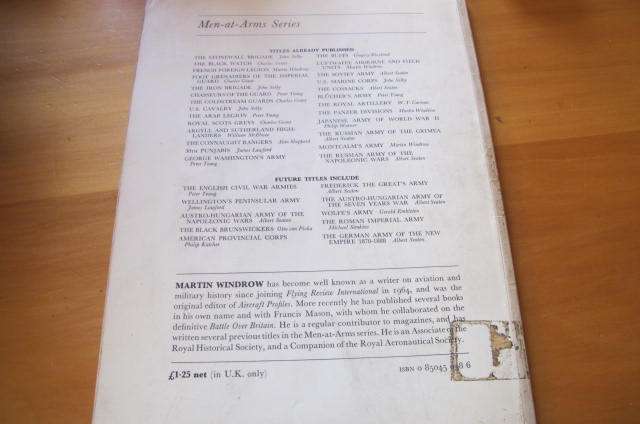 Men-at-Arms Series
TITLES ALREADY PUBLISHED
THE STONEWALL BRIGADE John Selby
THE BLACK WATCH Charles Grant
FRENCH FOREIGN LEGION Martin Windrow
FOOT GRENADIERS OF THE IMPERIAL
GUARD Charles Grant
THE IRON BRIGADE John Selby
CHASSEURS OF THE GUARD Peter Young
THE COLDSTREAM GUARDS Charles Grant
U.S. CAVALRY John Selby
THE ARAB LEGION Peter Young
ROYAL SCOTS GREYS Charles Grant
ARGYLL AND SUTHERLAND HIGH-
LANDERS William McElwee
THE CONNAUGHT RANGERS Alan Shepperd
30TH PUNJABIS James Lawford
GEORGE WASHINGTON'S ARMY
Peter Young
THE BUFFS Gregory Blaxland
LUFTWAFFE AIRBORNE AND FIELD
UNITS Martin Windrow
THE SOVIET ARMY Albert Seaton
U.S. MARINE CORPS John Selby
THE COSSACKS Albert Seaton
BLÜCHER'S ARMY Peter Young
THE ROYAL ARTILLERY W. Y. Carman
THE PANZER DIVISIONS Martin Windrow
JAPANESE ARMY OF WORLD WAR II
Philip Warner
THE RUSSIAN ARMY OF THE CRIMEA
Albert Seaton
MONTCALM'S ARMY Martin Windrow
THE RUSSIAN ARMY OF THE
NAPOLEONIC WARS Albert Seaton
FUTURE TITLES INCLUDE
THE ENGLISH CIVIL WAR ARMIES
Peter Young
WELLINGTON'S PENINSULAR ARMY
James Lawford
AUSTRO-HUNGARIAN ARMY OF THE
NAPOLEONIC WARS Albert Seaton
THE BLACK BRUNSWICKERS Otto von Pivka
AMERICAN PROVINCIAL CORPS
Philip Katcher
FREDERICK THE GREAT'S ARMY
Albert Seaton
THE AUSTRO-HUNGARIAN ARMY OF
THE SEVEN YEARS WAR Albert Seaton
WOLFE'S ARMY Gerald Embleton
THE ROMAN IMPERIAL ARMY
Michael Simkins
THE GERMAN ARMY OF THE NEW
EMPIRE 1870-1888 Albert Seaton
MARTIN WINDROW has become well known as a writer on aviation and
military history since joining Flying Review International in 1964, and was the
original editor of Aircraft Profiles. More recently he has published several books
in his own name and with Francis Mason, with whom he collaborated on the
definitive Battle Over Britain. He is a regular contributor to magazines, and has
written several previous titles in the Men-at-Arms series. He is an Associate of the
Royal Historical Society, and a Companion of the Royal Aeronautical Society.
£1·25 net (in U.K. only)
ISBN 0 85045 6